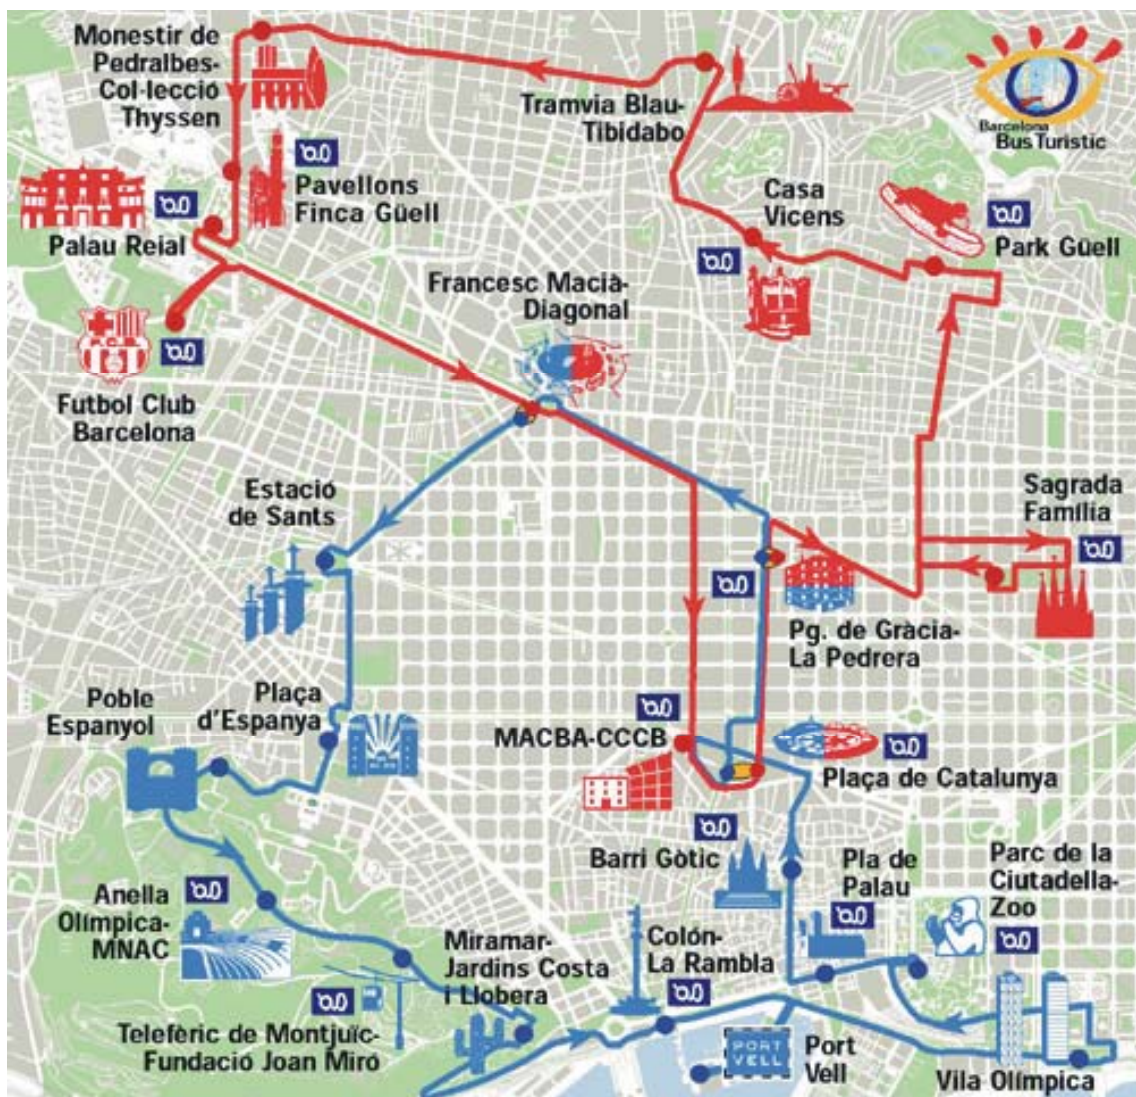 Monestir de
Pedralbes-
Col·lecció
Thyssen
Tramvia Blau-
Tibidabo
Barcelona
Bus Turístic
Pavellons
Finca Güell
Casa
Vicens
Palau Reial
Park Güell
Francesc Macià-
Diagonal
Futbol Club
Barcelona
Estació
de Sants
Sagrada
Família
Pg. de Gràcia-
La Pedrera
Poble
Espanyol
Plaça
d'Espanya
MACBA-CCCB
Plaça de Catalunya
Barri Gòtic
Pla de
Palau
Parc de la
Ciutadella-
Zoo
Anella
Olímpica-
MNAC
Miramar-
Jardins Costa
i Llobera
Colón-
La Rambla
Telefèric de Montjuïc-
Fundació Joan Miró
PORT
VELL
Port
Vell
Vila Olímpica